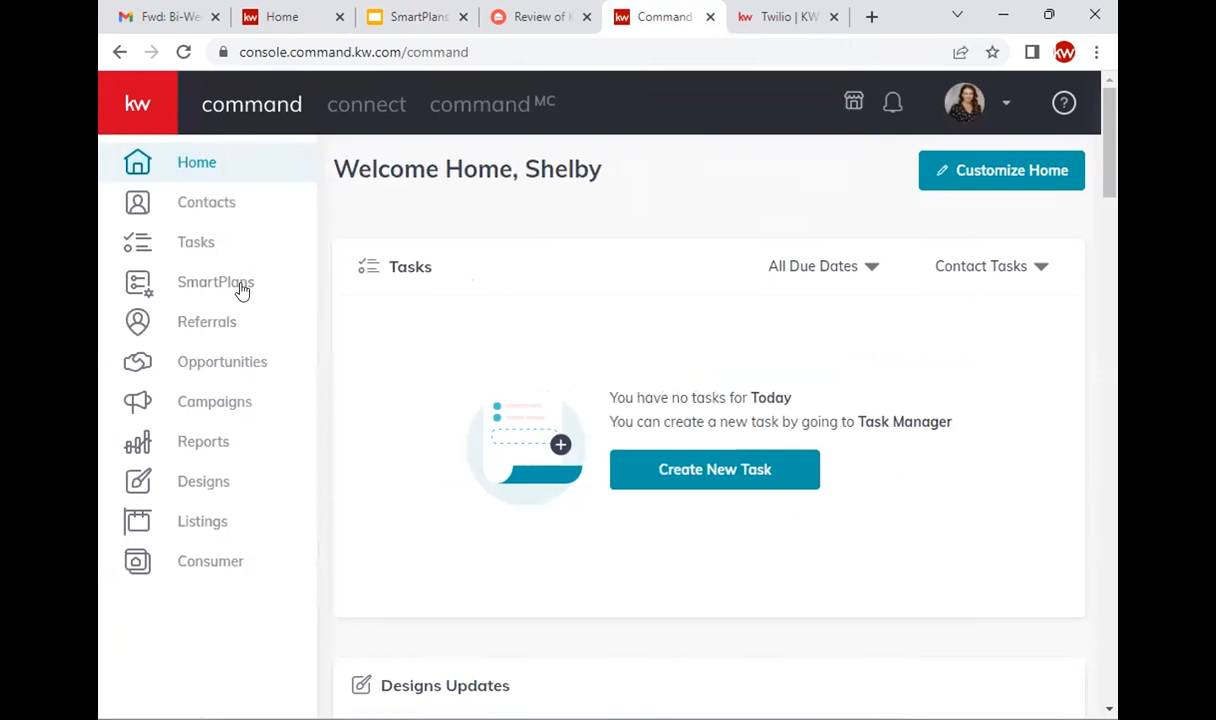 Fwd: Bi-We
Home
SmartPlans
Review of
Command
Twilio | KW
console.command.kw.com/command
kw
kw command connect command MC
Home
Contacts
Tasks
SmartPlans
Referrals
Opportunities
Campaigns
Reports
Designs
Listings
Consumer
Welcome Home, Shelby
Customize Home
Tasks
All Due Dates
Contact Tasks
You have no tasks for Today
You can create a new task by going to Task Manager
Create New Task
Designs Updates